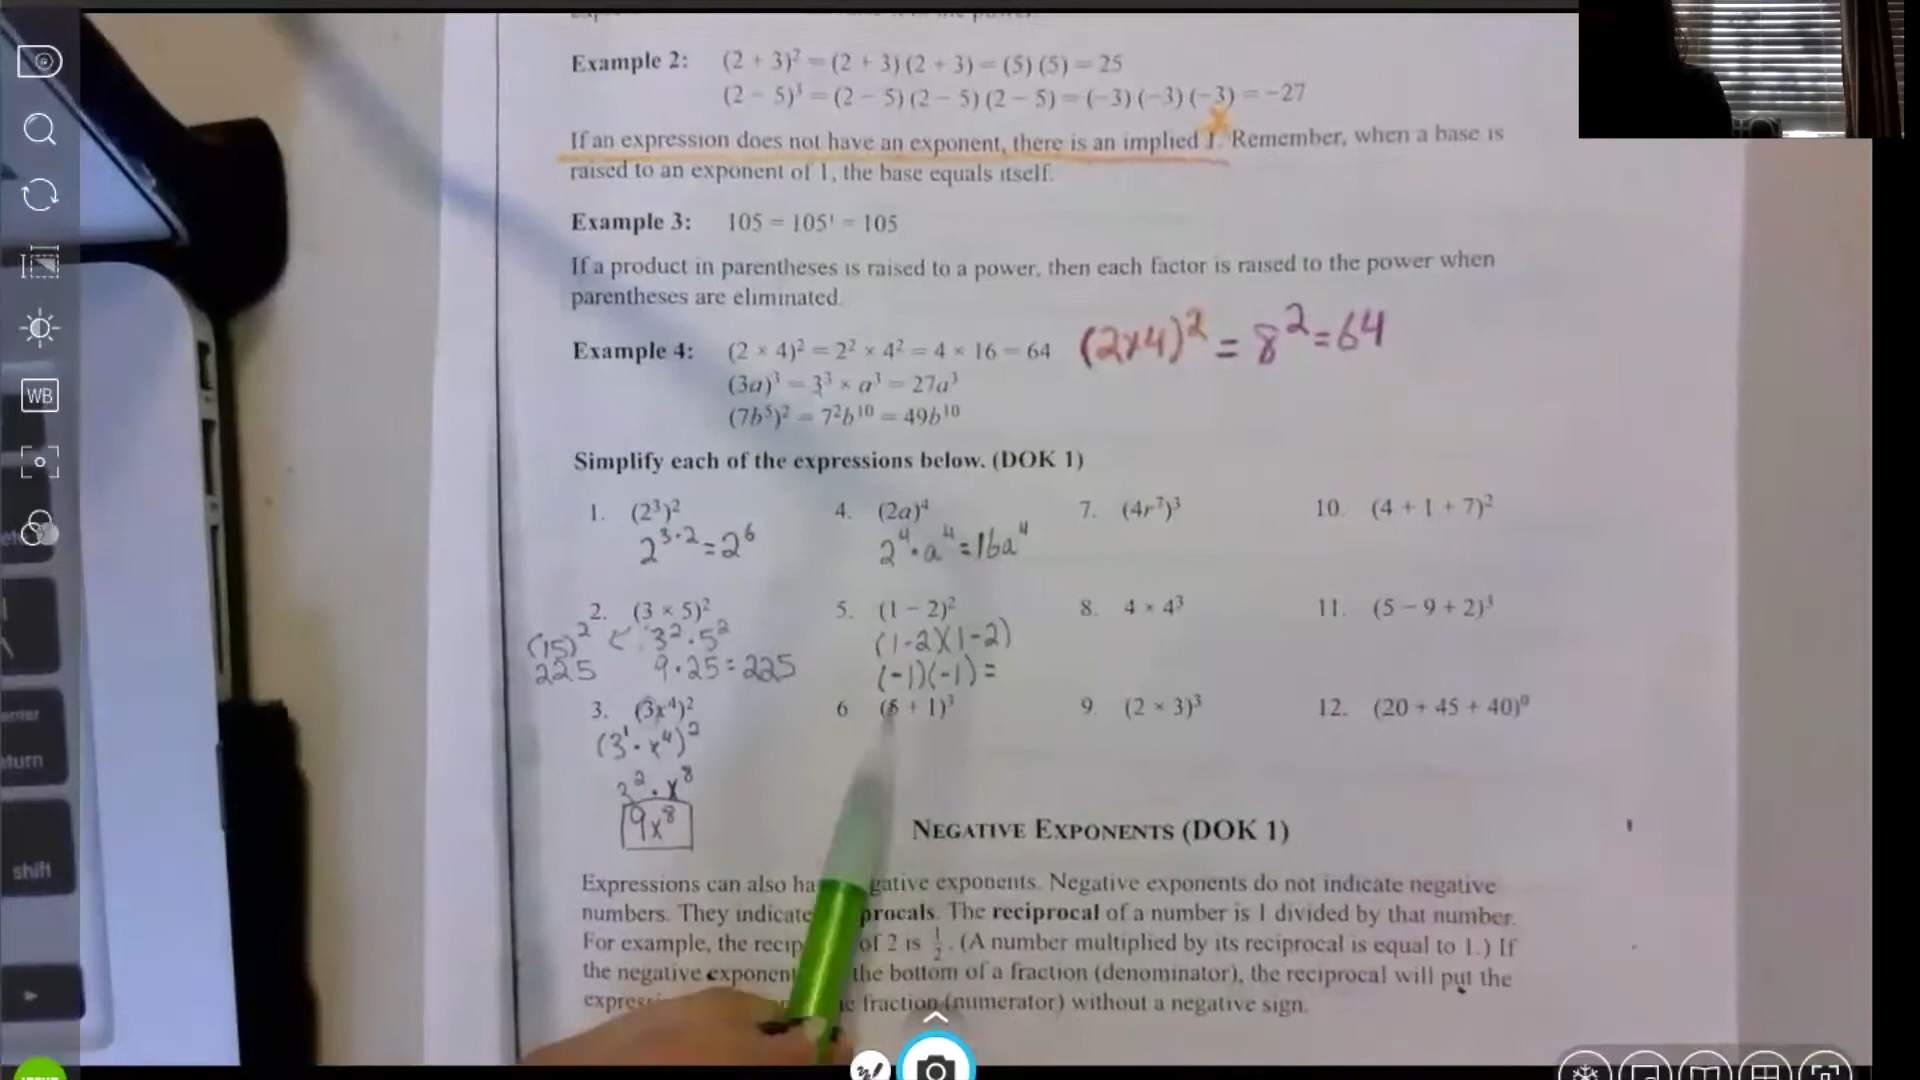 Example 2: (2 + 3)² = (2 + 3) (2 + 3) = (5) (5) = 25
(2 − 5)³ = (2 − 5) (2 − 5) (2 − 5) = (−3) (−3) (−3) = −27
If an expression does not have an exponent, there is an implied 1. Remember, when a base is
raised to an exponent of 1, the base equals itself.
Example 3: 105 = 105¹ = 105
If a product in parentheses is raised to a power, then each factor is raised to the power when
parentheses are eliminated.
Example 4: (2 × 4)² = 2² × 4² = 4 × 16 = 64 (2×4)² = 8² = 64
(3a)³ = 3³ × a³ = 27a³
(7b⁵)² = 7²b¹⁰ = 49b¹⁰
Simplify each of the expressions below. (DOK 1)
1. (2³)² 4. (2a)⁴ 7. (4r⁷)³ 10. (4 + 1 + 7)²
2³·² = 2⁶ 2⁴ · a⁴ = 16a⁴
2. (3 × 5)² 5. (1 − 2)² 8. 4 × 4³ 11. (5 − 9 + 2)³
(15)² < 3² · 5² (1-2)(1-2)
225 9 · 25 = 225 (-1)(-1) =
3. (3x⁴)² 6 (6 + 1)³ 9. (2 × 3)³ 12. (20 + 45 + 40)⁰
(3¹ · x⁴)²
3² · x⁸
9x⁸
NEGATIVE EXPONENTS (DOK 1)
Expressions can also ha gative exponents. Negative exponents do not indicate negative
numbers. They indicate procals. The reciprocal of a number is 1 divided by that number.
For example, the recip of 2 is 1/2. (A number multiplied by its reciprocal is equal to 1.) If
the negative exponent the bottom of a fraction (denominator), the reciprocal will put the
fraction (numerator) without a negative sign.
WB
enter
shift